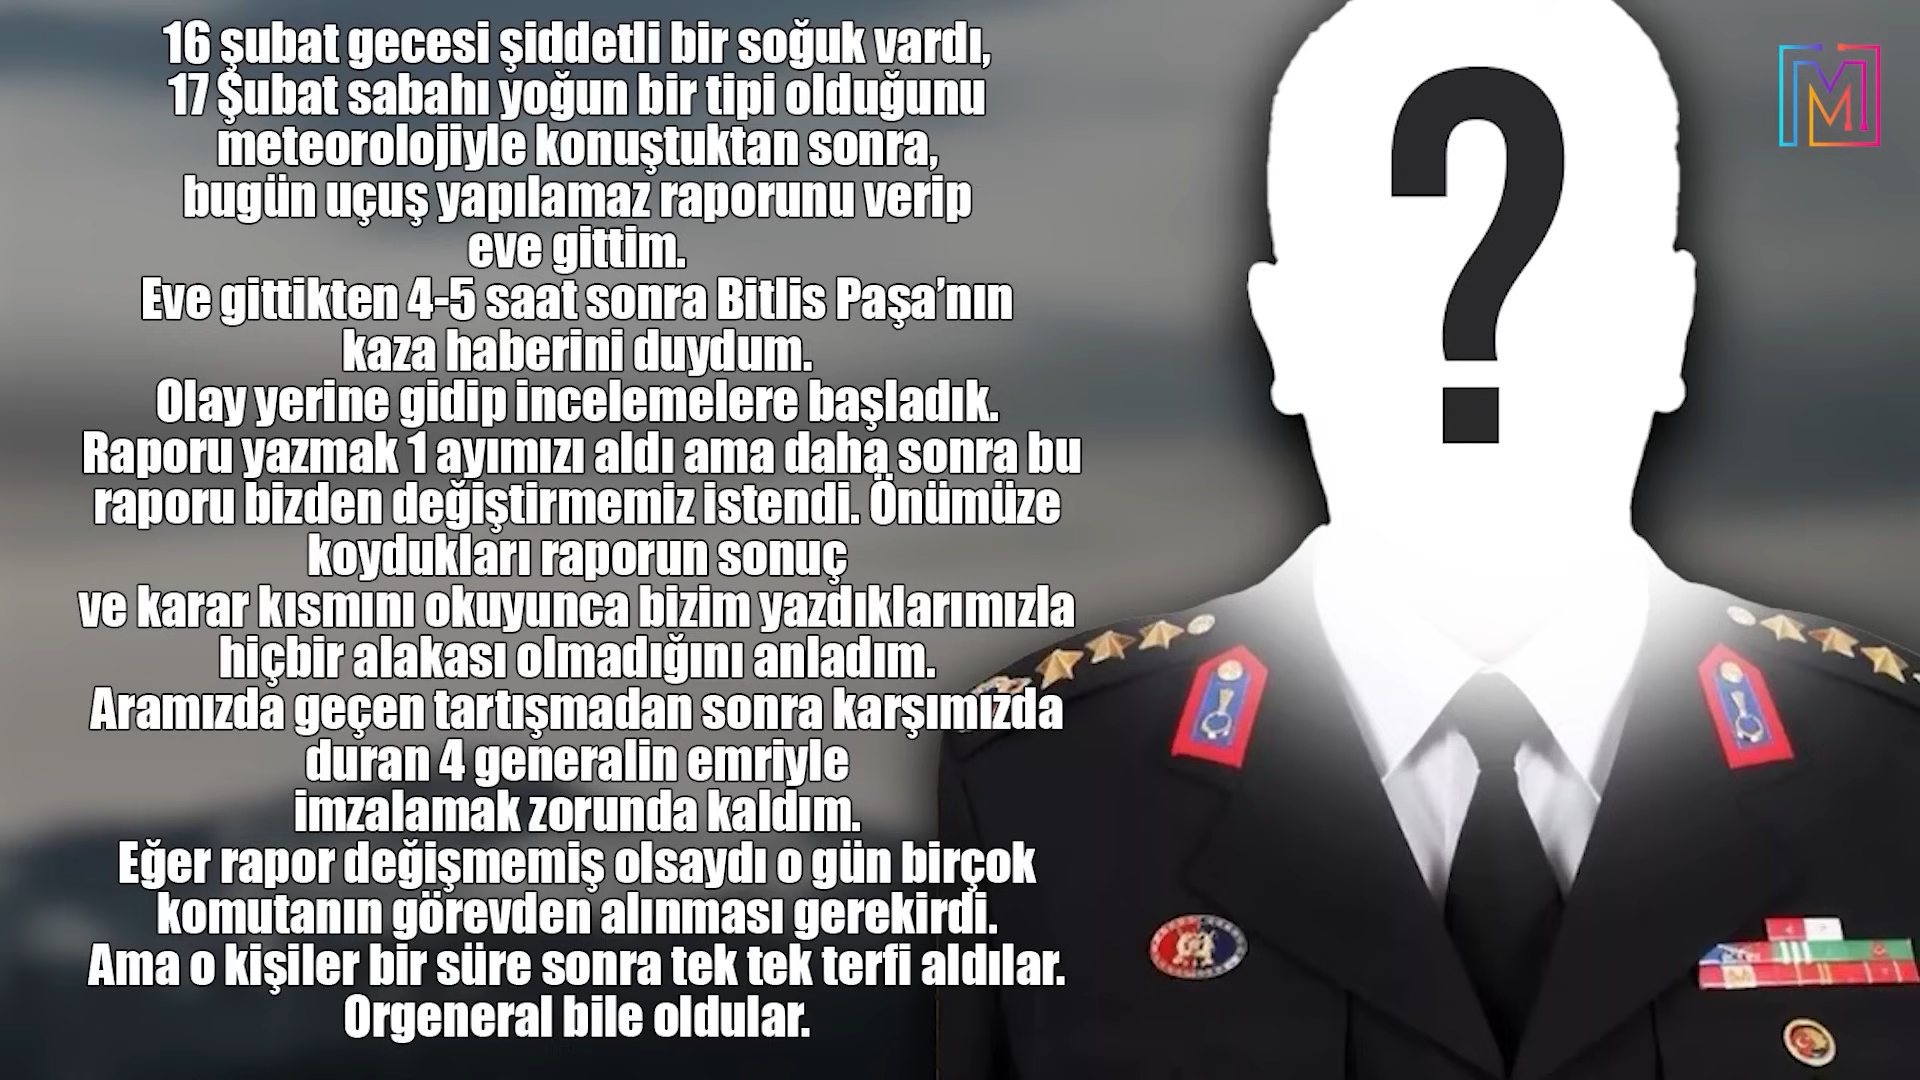 16 şubat gecesi şiddetli bir soğuk vardı,
17 Şubat sabahı yoğun bir tipi olduğunu
meteorolojiyle konuştuktan sonra,
bugün uçuş yapılamaz raporunu verip
eve gittim.
Eve gittikten 4-5 saat sonra Bitlis Paşa’nın
kaza haberini duydum.
Olay yerine gidip incelemelere başladık.
Raporu yazmak 1 ayımızı aldı ama daha sonra bu
raporu bizden değiştirmemiz istendi. Önümüze
koydukları raporun sonuç
ve karar kısmını okuyunca bizim yazdıklarımızla
hiçbir alakası olmadığını anladım.
Aramızda geçen tartışmadan sonra karşımızda
duran 4 generalin emriyle
imzalamak zorunda kaldım.
Eğer rapor değişmemiş olsaydı o gün birçok
komutanın görevden alınması gerekirdi.
Ama o kişiler bir süre sonra tek tek terfi aldılar.
Orgeneral bile oldular.
?
M